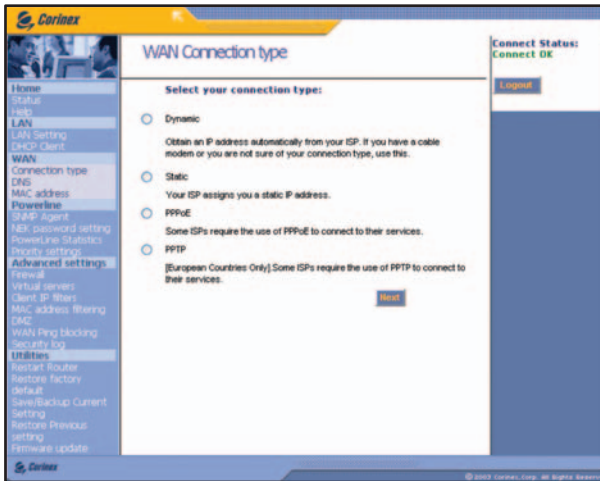 Corinex
WAN Connection type
Connect Status:
Connect OK
Logout
Home
Status
Help
LAN
LAN Setting
DHCP Client
WAN
Connection type
DNS
MAC address
Powerline
SNMP Agent
NEK password setting
PowerLine Statistics
Priority settings
Advanced settings
Firewall
Virtual servers
Client IP filters
MAC address filtering
DMZ
WAN Ping blocking
Security log
Utilities
Restart Router
Restore factory
default
Save/Backup Current
Setting
Restore Previous
setting
Firmware update
Select your connection type:
Dynamic
Obtain an IP address automatically from your ISP. If you have a cable
modem or you are not sure of your connection type, use this.
Static
Your ISP assigns you a static IP address.
PPPoE
Some ISPs require the use of PPPoE to connect to their services.
PPTP
[European Countries Only].Some ISPs require the use of PPTP to connect to
their services.
Next
Corinex
© 2003 Corinex Corp. All Rights Reserv